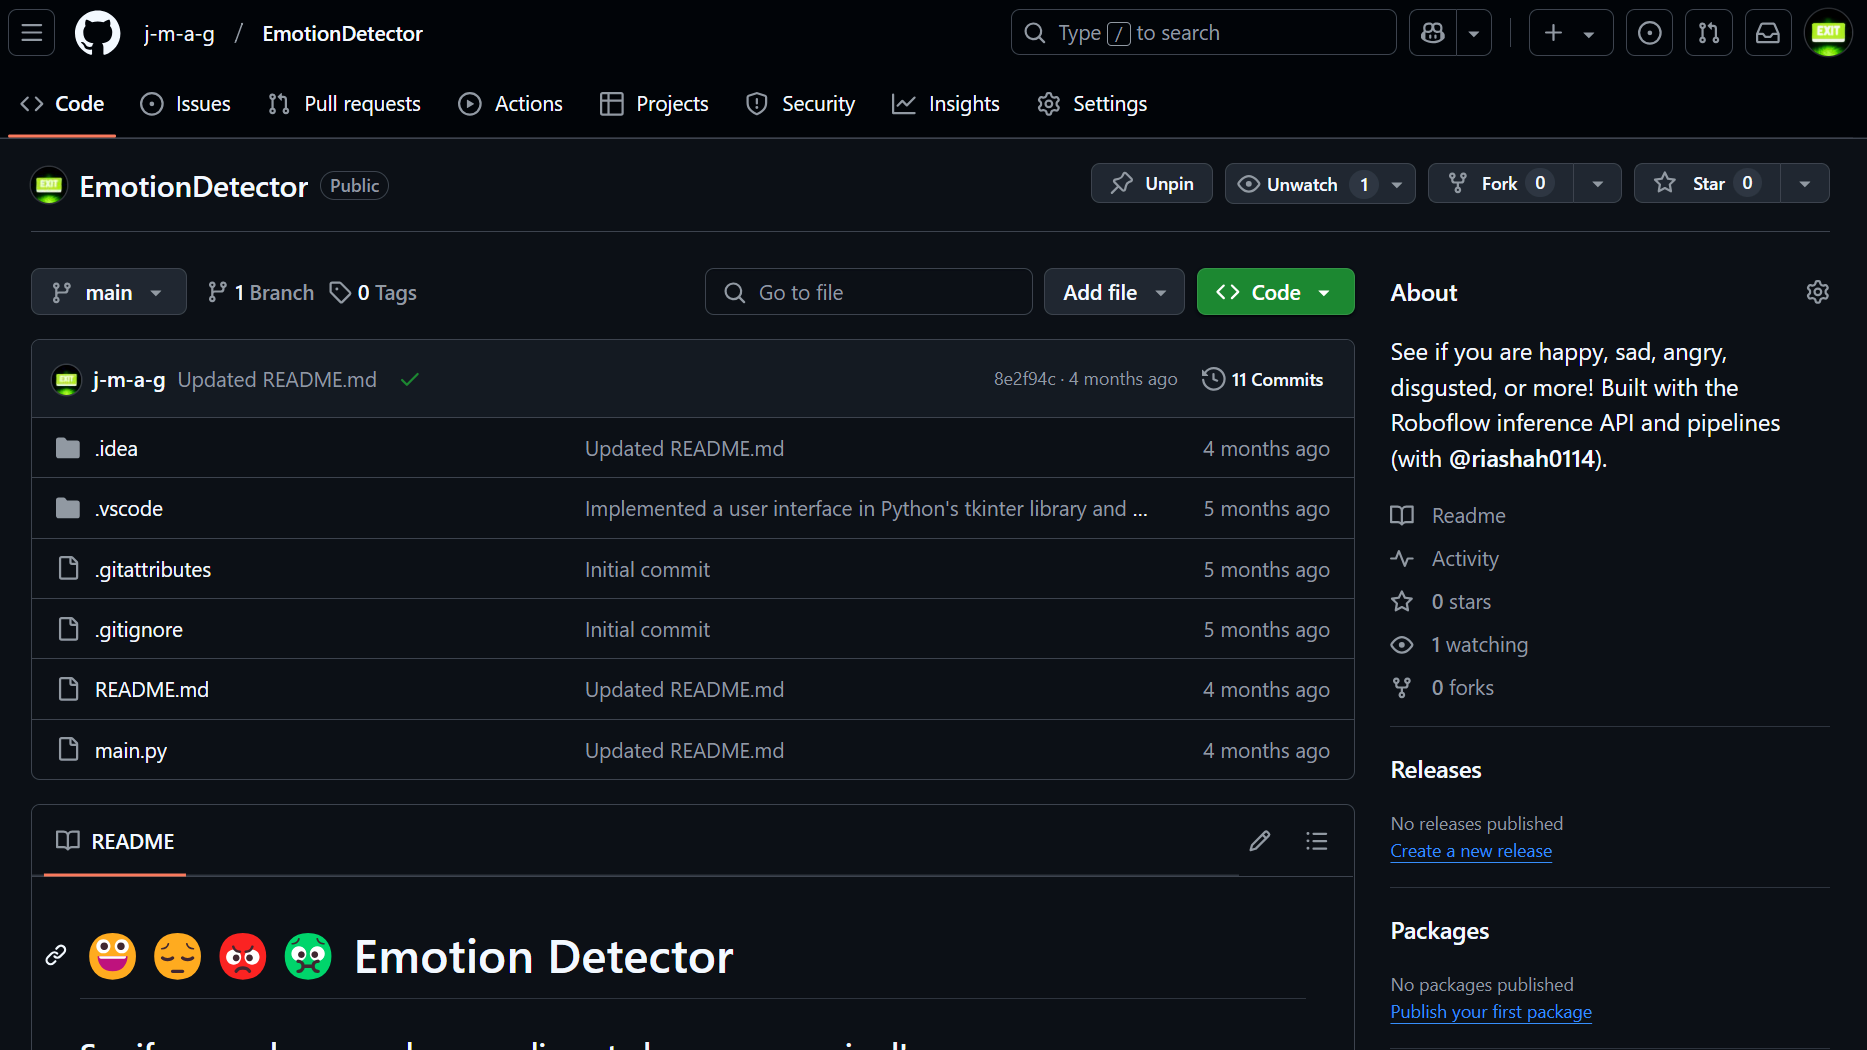 j-m-a-g / EmotionDetector
Type / to search
Code
Issues
Pull requests
Actions
Projects
Security
Insights
Settings
EmotionDetector
Public
Unpin
Unwatch 1
Fork 0
Star 0
main
1 Branch
0 Tags
Go to file
Add file
Code
j-m-a-g Updated README.md
8e2f94c · 4 months ago
11 Commits
.idea
Updated README.md
4 months ago
.vscode
Implemented a user interface in Python's tkinter library and ...
5 months ago
.gitattributes
Initial commit
5 months ago
.gitignore
Initial commit
5 months ago
README.md
Updated README.md
4 months ago
main.py
Updated README.md
4 months ago
README
Emotion Detector
About
See if you are happy, sad, angry,
disgusted, or more! Built with the
Roboflow inference API and pipelines
(with @riashah0114).
Readme
Activity
0 stars
1 watching
0 forks
Releases
No releases published
Create a new release
Packages
No packages published
Publish your first package